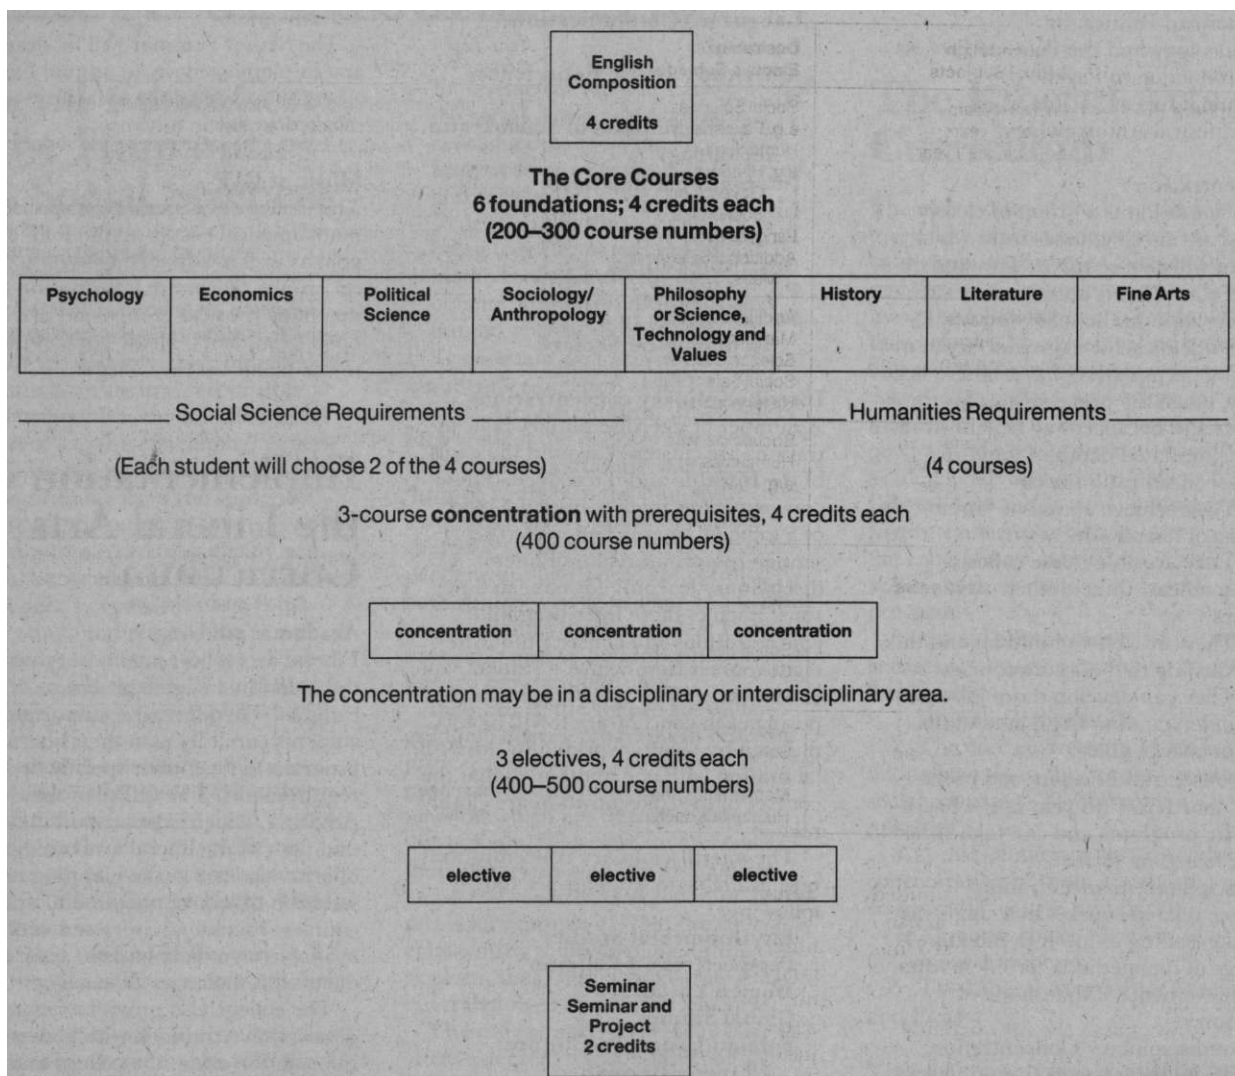 English
Composition
4 credits
The Core Courses
6 foundations; 4 credits each
(200–300 course numbers)
Psychology
Economics
Political
Science
Sociology/
Anthropology
Philosophy
or Science,
Technology and
Values
History
Literature
Fine Arts
Social Science Requirements
Humanities Requirements
(Each student will choose 2 of the 4 courses)
(4 courses)
3-course concentration with prerequisites, 4 credits each
(400 course numbers)
concentration
concentration
concentration
The concentration may be in a disciplinary or interdisciplinary area.
3 electives, 4 credits each
(400–500 course numbers)
elective
elective
elective
Seminar
Seminar and
Project
2 credits